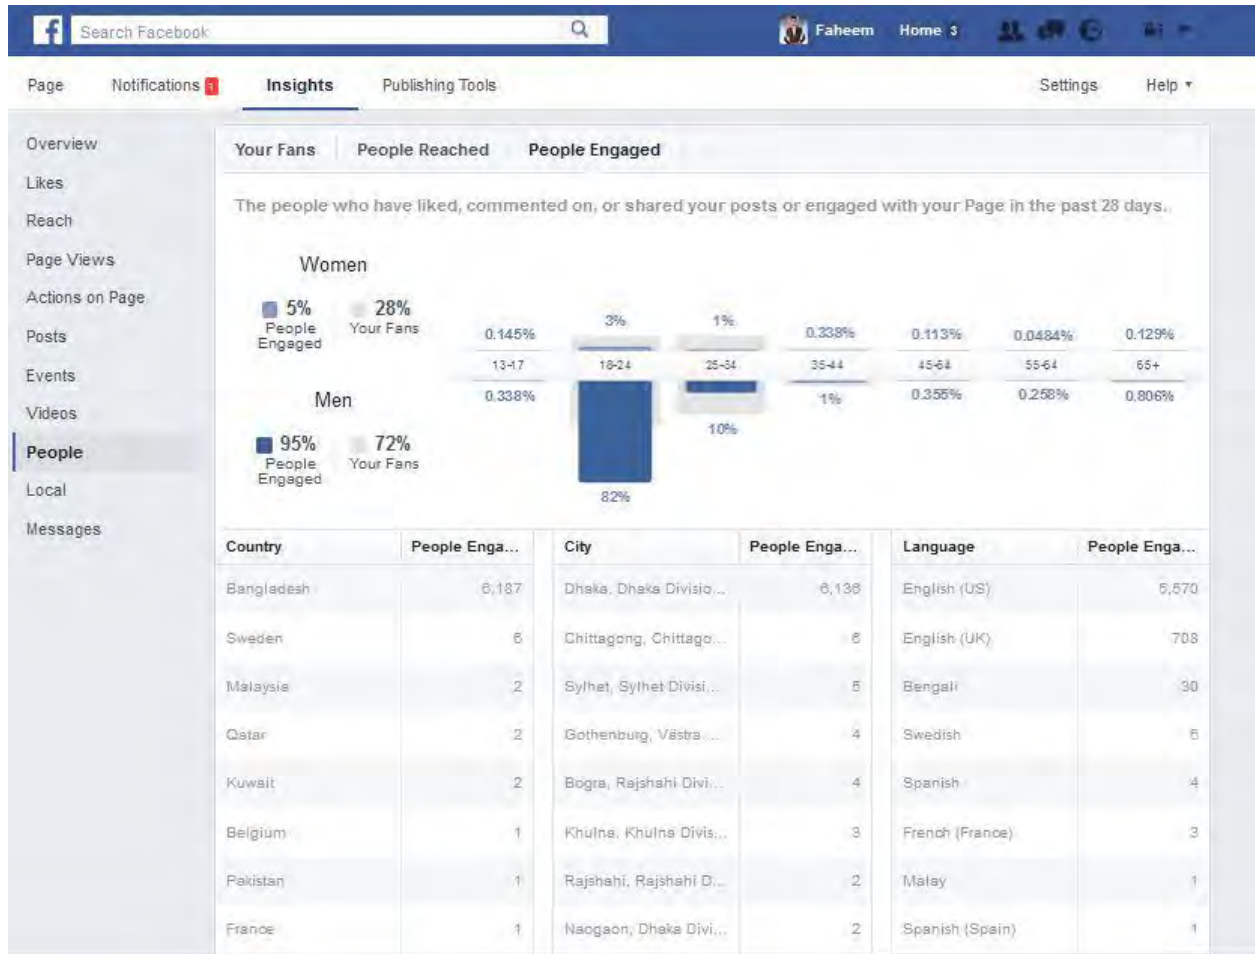 f Search Facebook Faheem Home 3
Page Notifications 1 Insights Publishing Tools Settings Help
Overview
Likes
Reach
Page Views
Actions on Page
Posts
Events
Videos
People
Local
Messages
Your Fans People Reached People Engaged
The people who have liked, commented on, or shared your posts or engaged with your Page in the past 28 days.
Women
5% 28%
People Engaged Your Fans
0.145% 3% 1% 0.338% 0.113% 0.0484% 0.129%
13-17 18-24 25-34 35-44 45-54 55-64 65+
0.338% 82% 10% 1% 0.355% 0.258% 0.806%
Men
95% 72%
People Engaged Your Fans
Country People Enga... City People Enga... Language People Enga...
Bangladesh 6,187 Dhaka, Dhaka Divisio... 6,136 English (US) 5,570
Sweden 6 Chittagong, Chittago... 6 English (UK) 708
Malaysia 2 Sylhet, Sylhet Divisi... 5 Bengali 30
Qatar 2 Gothenburg, Västra ... 4 Swedish
Kuwait 2 Bogra, Rajshahi Divi... 4 Spanish 4
Belgium 1 Khulna, Khulna Divis... 3 French (France) 3
Pakistan 1 Rajshahi, Rajshahi D... 2 Malay 1
France 1 Naogaon, Dhaka Divi... 2 Spanish (Spain) 1